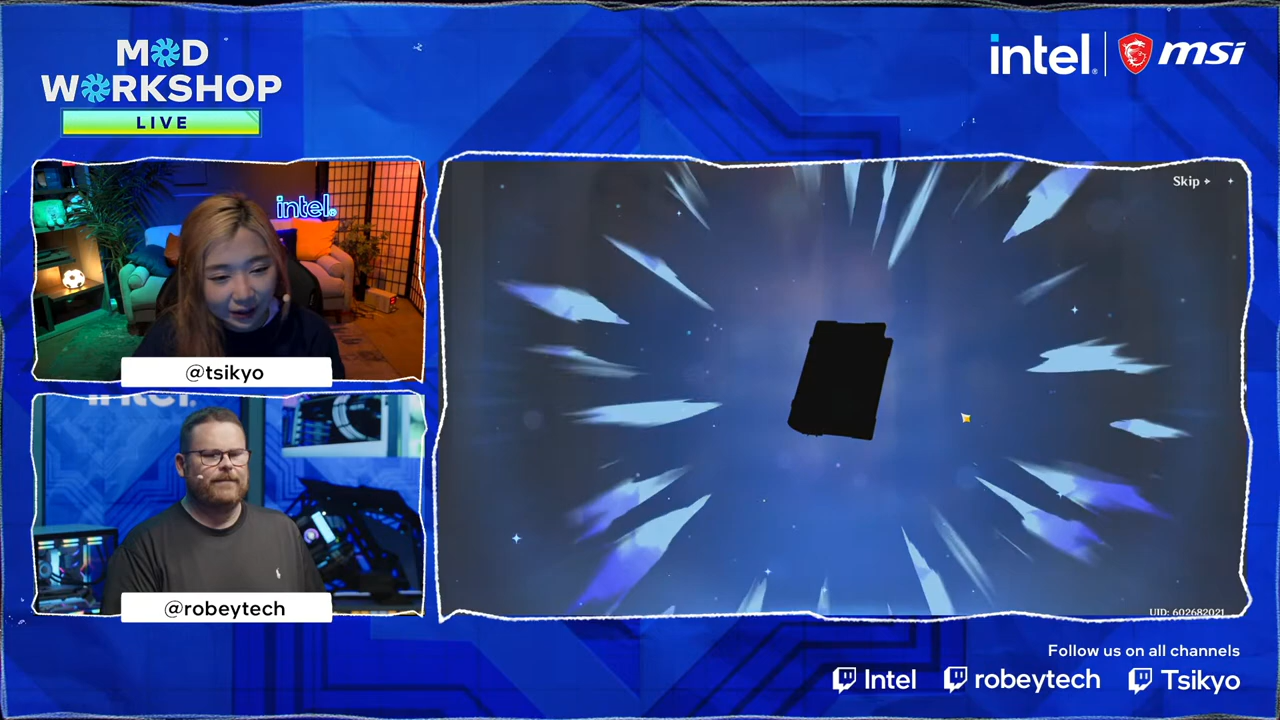 MOD
WORKSHOP
LIVE
intel.
msi
Skip
intel.
@tsikyo
intel.
@robeytech
UID: 602682021
Follow us on all channels
Intel
robeytech
Tsikyo